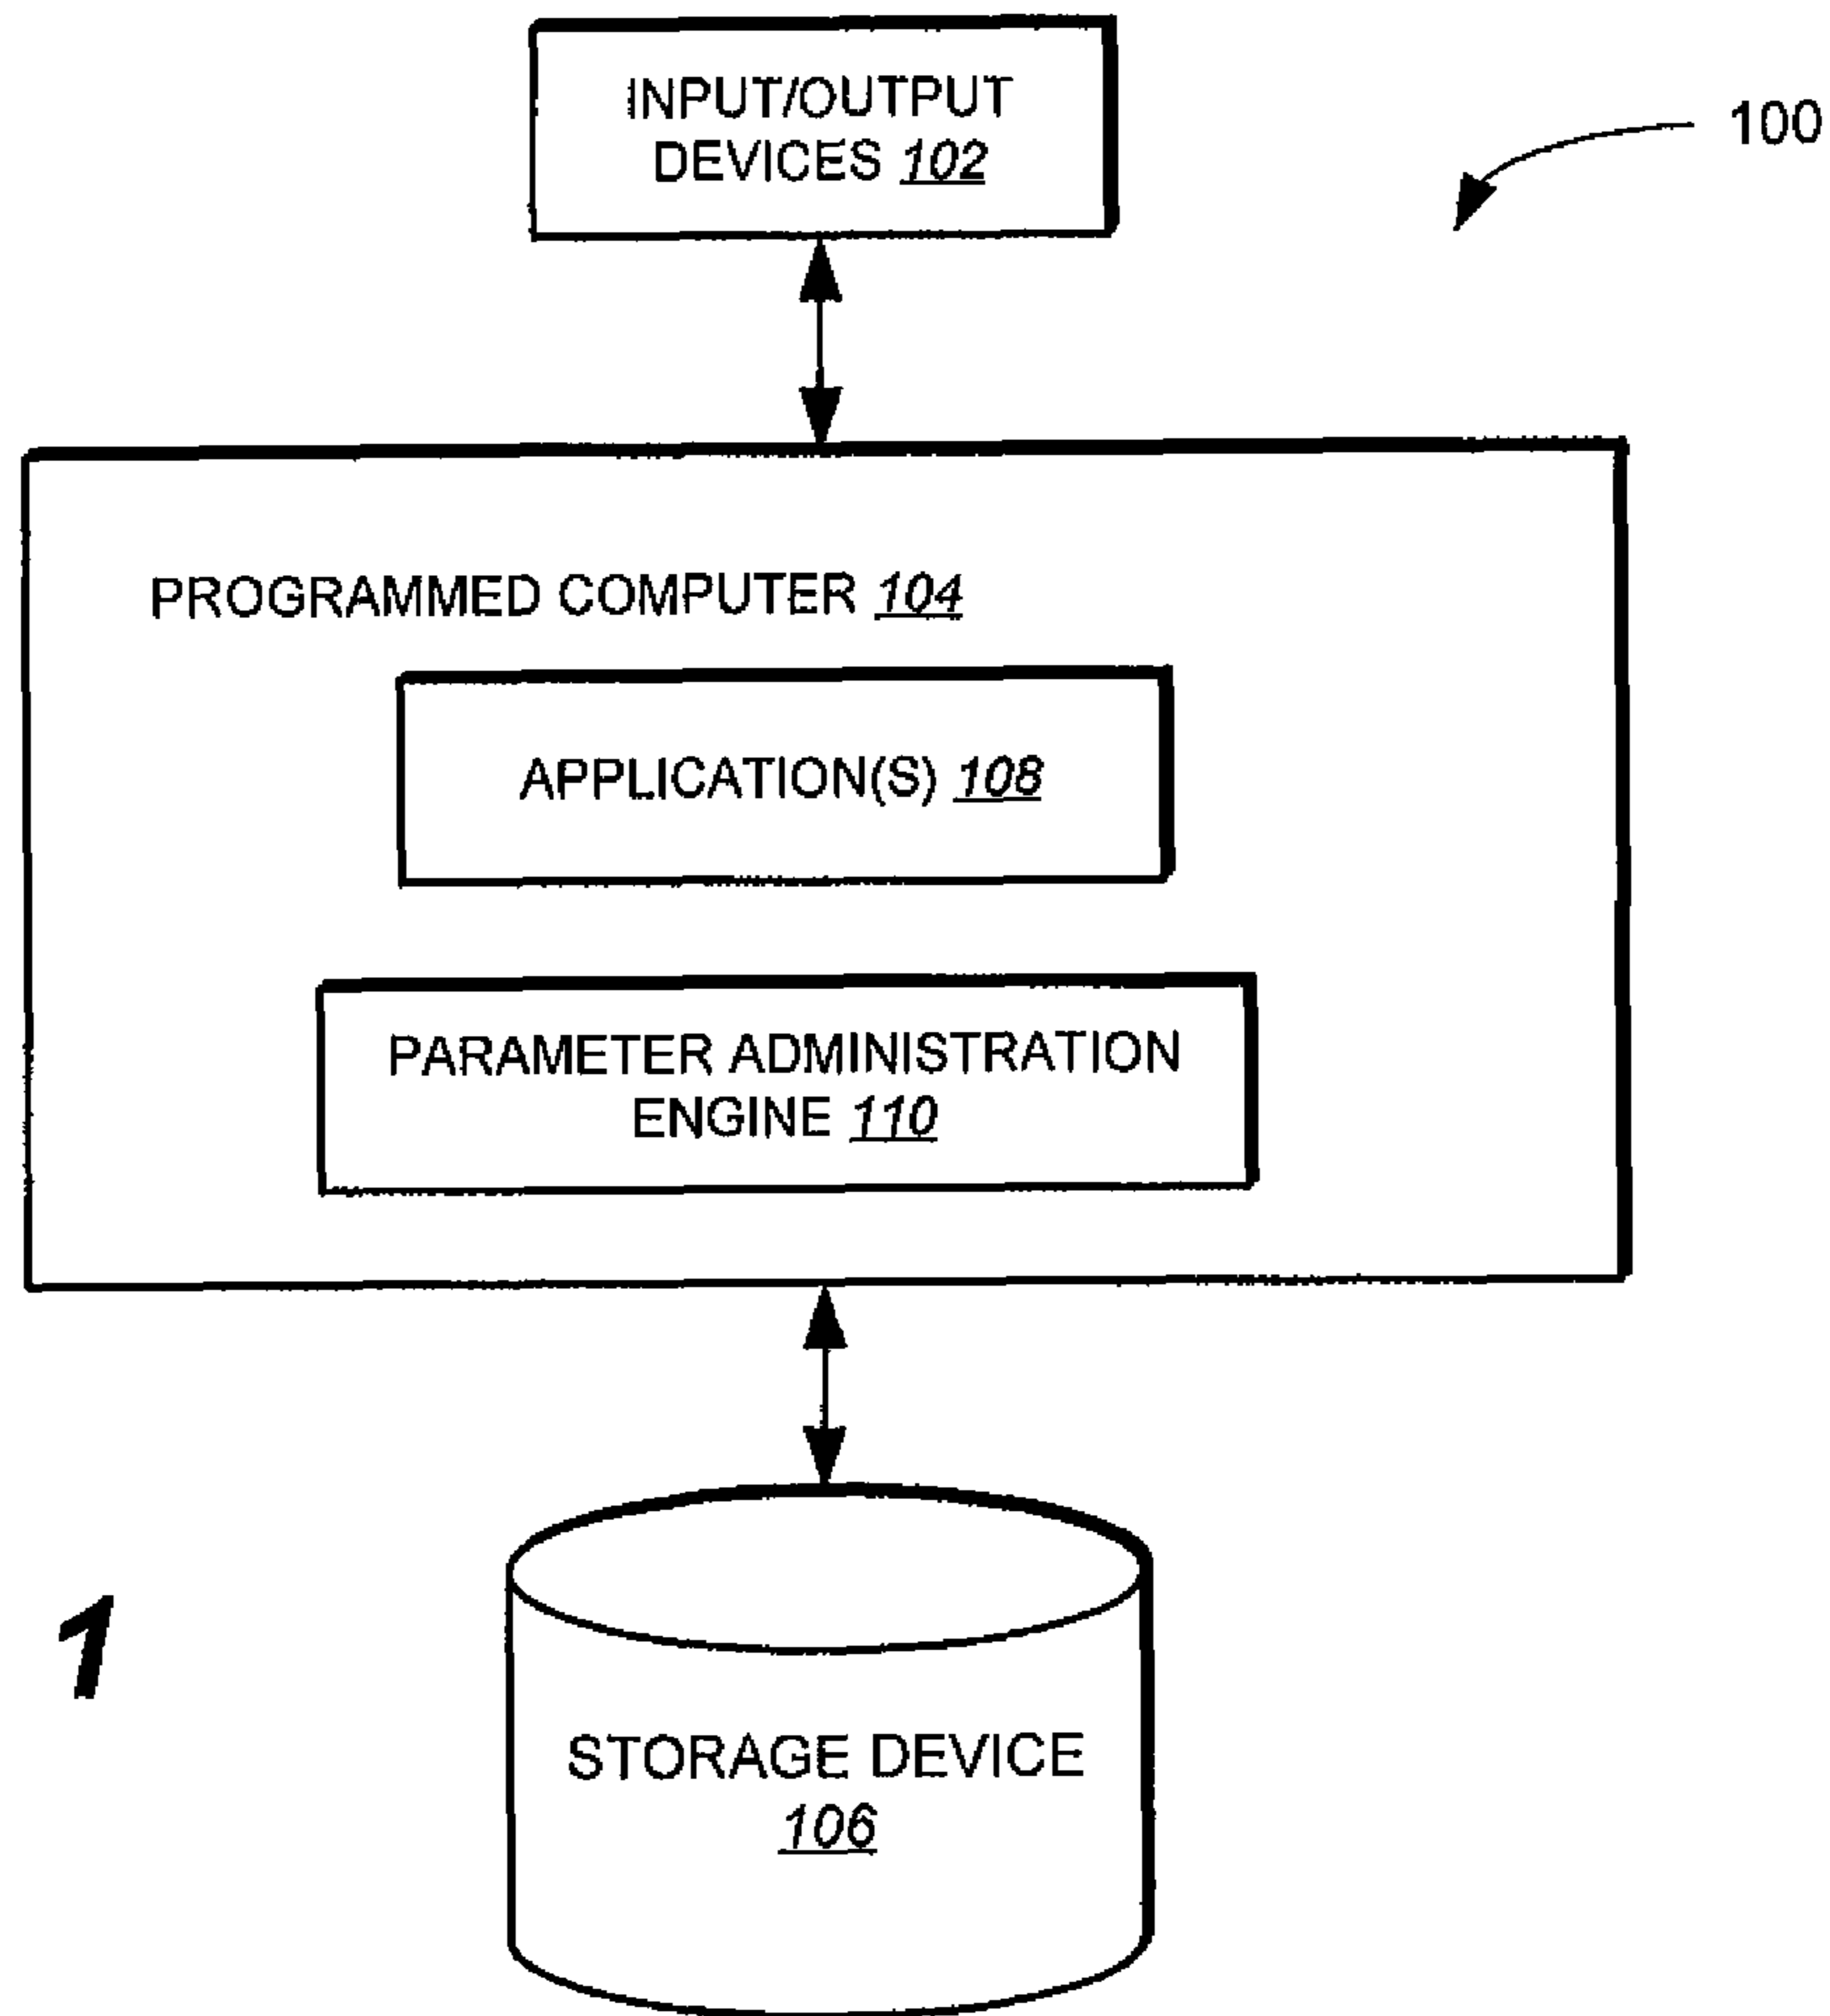 INPUT/OUTPUT
DEVICES 102
100
PROGRAMMED COMPUTER 104
APPLICATION(S) 108
PARAMETER ADMINISTRATION
ENGINE 110
1
STORAGE DEVICE
106